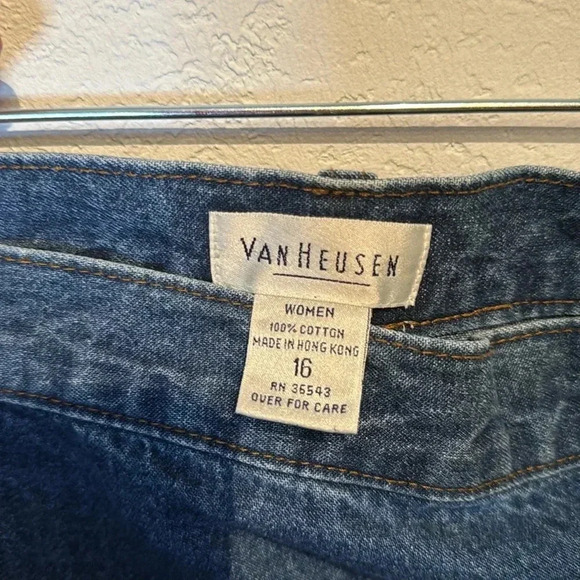 VAN HEUSEN
WOMEN
100% COTTON
MADE IN HONG KONG
16
RN 36543
OVER FOR CARE